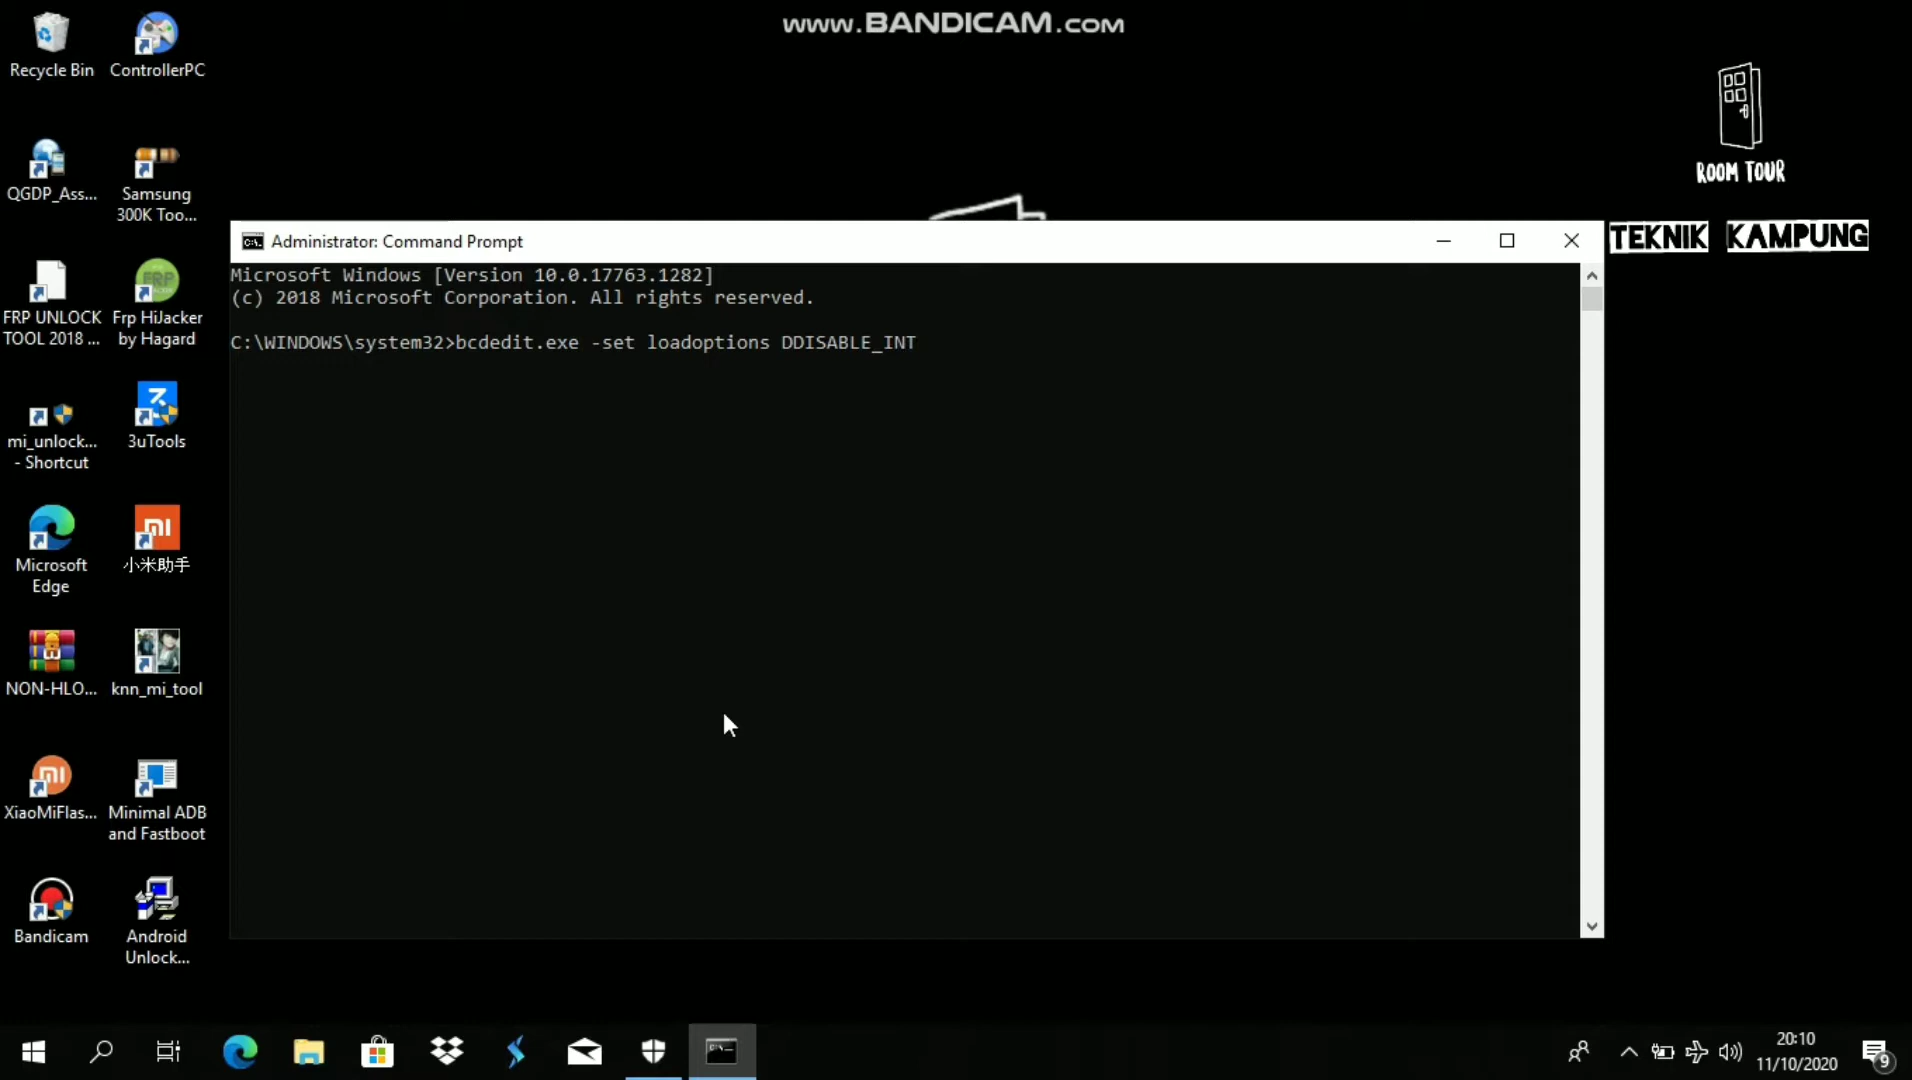 www.BANDICAM.com
Recycle Bin
ControllerPC
QGDP_Ass...
Samsung
300K Too...
FRP UNLOCK
TOOL 2018 ...
FRP
Frp HiJacker
by Hagard
mi_unlock...
- Shortcut
3uTools
Microsoft
Edge
小米助手
NON-HLO...
knn_mi_tool
XiaoMiFlas...
Minimal ADB
and Fastboot
Bandicam
Android
Unlock...
ROOM TOUR
TEKNIK KAMPUNG
Administrator: Command Prompt
Microsoft Windows [Version 10.0.17763.1282]
(c) 2018 Microsoft Corporation. All rights reserved.
C:\WINDOWS\system32>bcdedit.exe -set loadoptions DDISABLE_INT
20:10
11/10/2020
9